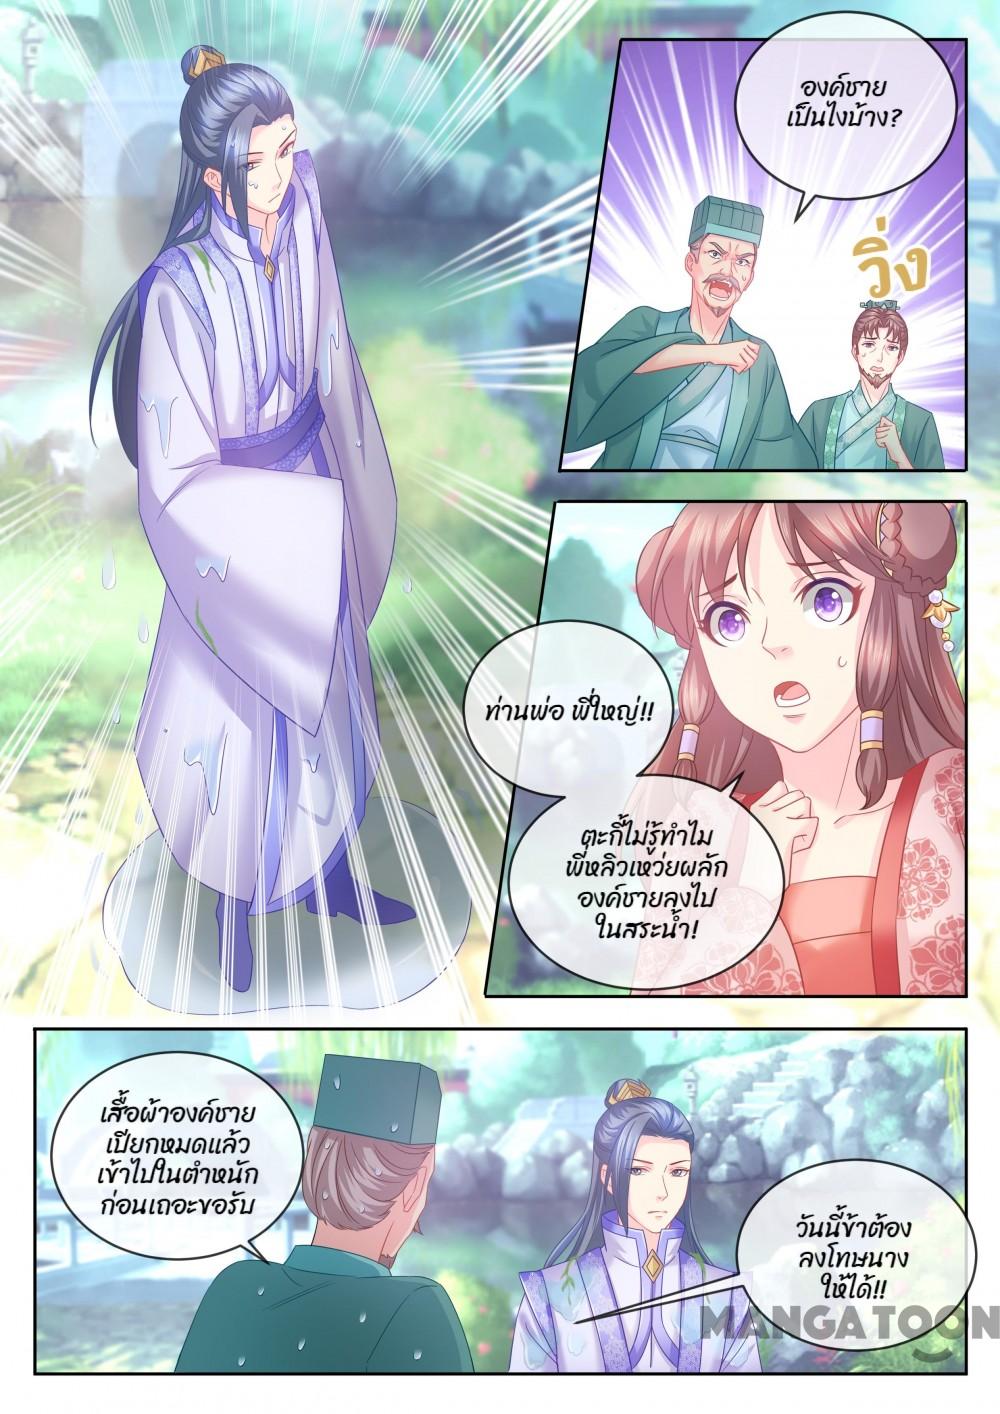 องค์ชาย
เป็นไงบ้าง?
วิ่ง
ท่านพ่อ พี่ใหญ่!!
ตะกี้ไม่รู้ทำไม
พี่หลิวเหว่ยผลัก
องค์ชายลงไป
ในสระน้ำ!
เสื้อผ้าองค์ชาย
เปียกหมดแล้ว
เข้าไปในตำหนัก
ก่อนเถอะขอรับ
วันนี้ข้าต้อง
ลงโทษนาง
ให้ได้!!
MANGATOON